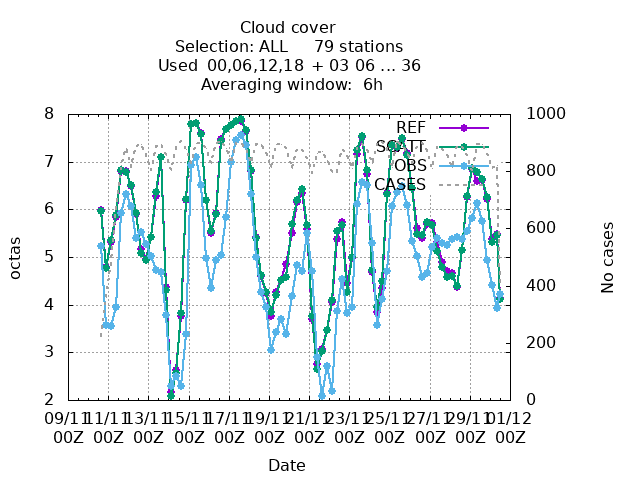 Cloud cover
Selection: ALL 79 stations
Used 00,06,12,18 + 03 06 ... 36
Averaging window: 6h
8 1000
REF
SCATT
7 OBS 800
CASES
6 600
octas No cases
5
4 400
3 200
2 0
09/11 11/11 13/11 15/11 17/11 19/11 21/11 23/11 25/11 27/11 29/11 01/12
00Z 00Z 00Z 00Z 00Z 00Z 00Z 00Z 00Z 00Z 00Z 00Z
Date